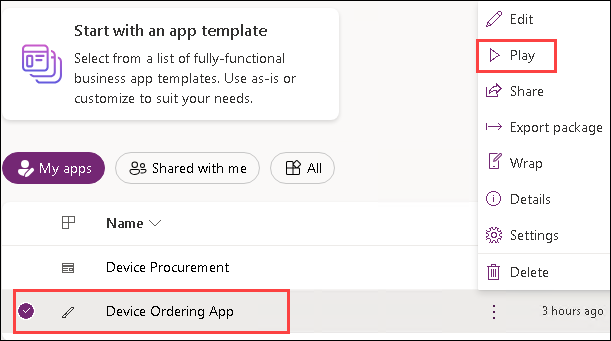 Start with an app template
Select from a list of fully-functional
business app templates. Use as-is or
customize to suit your needs.
My apps
Shared with me
All
Name
Device Procurement
Device Ordering App
3 hours ago
Edit
Play
Share
Export package
Wrap
Details
Settings
Delete